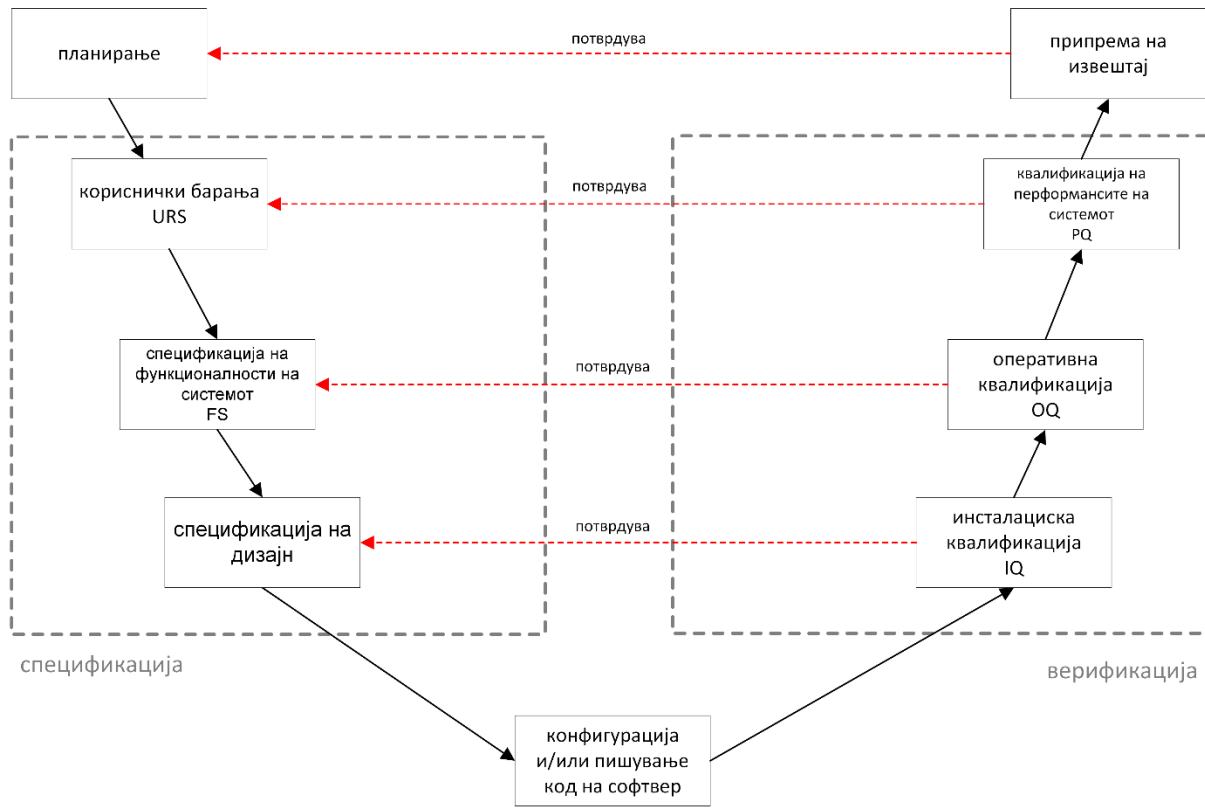 планирање
потврдува
припрема на
извештај
кориснички барања
URS
потврдува
квалификација на
перформансите на
системот
PQ
спецификација на
функционалности на
системот
FS
потврдува
оперативна
квалификација
OQ
спецификација на
дизајн
потврдува
инсталациска
квалификација
IQ
спецификација
верификација
конфигурација
и/или пишување
код на софтвер